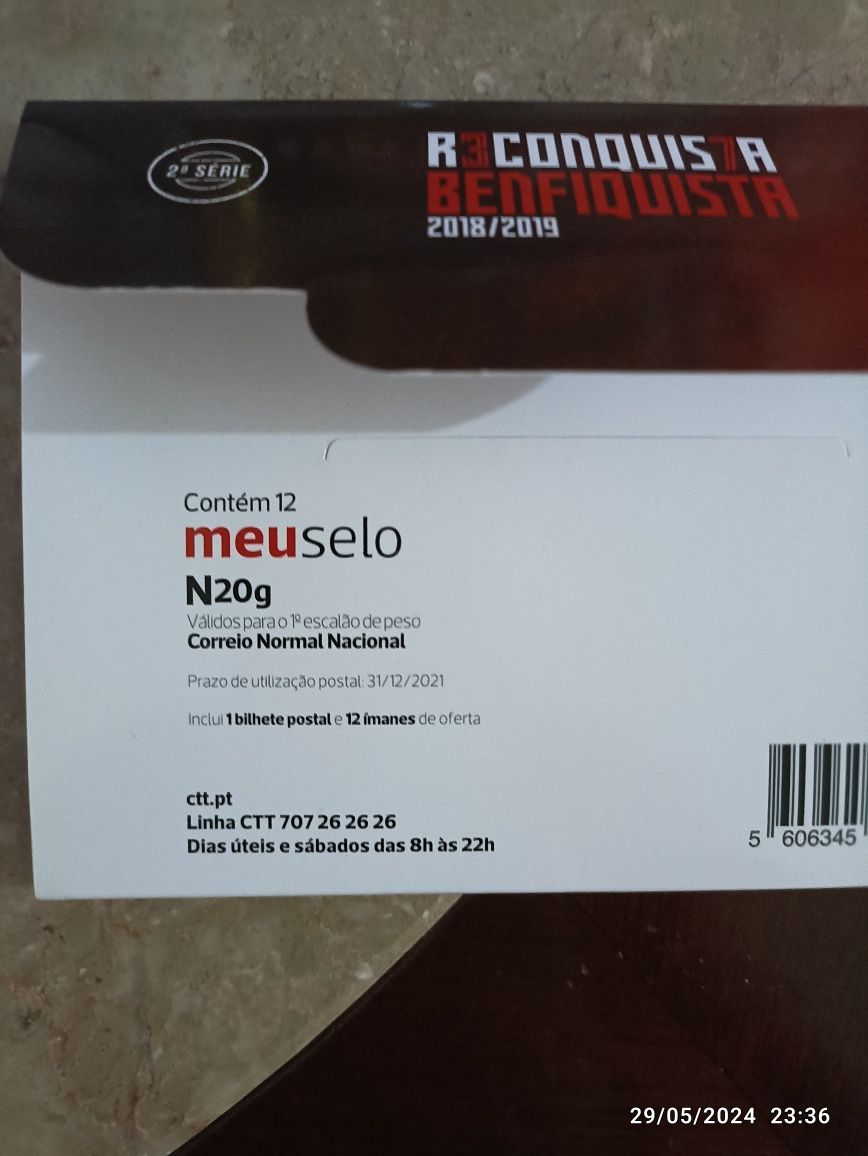 2ª SÉRIE
R3CONQUIS7A
BENFIQUISTA
2018/2019
Contém 12
meuselo
N20g
Válidos para o 1º escalão de peso
Correio Normal Nacional
Prazo de utilização postal: 31/12/2021
Inclui 1 bilhete postal e 12 ímanes de oferta
ctt.pt
Linha CTT 707 26 26 26
Dias úteis e sábados das 8h às 22h
5 606345
29/05/2024 23:36